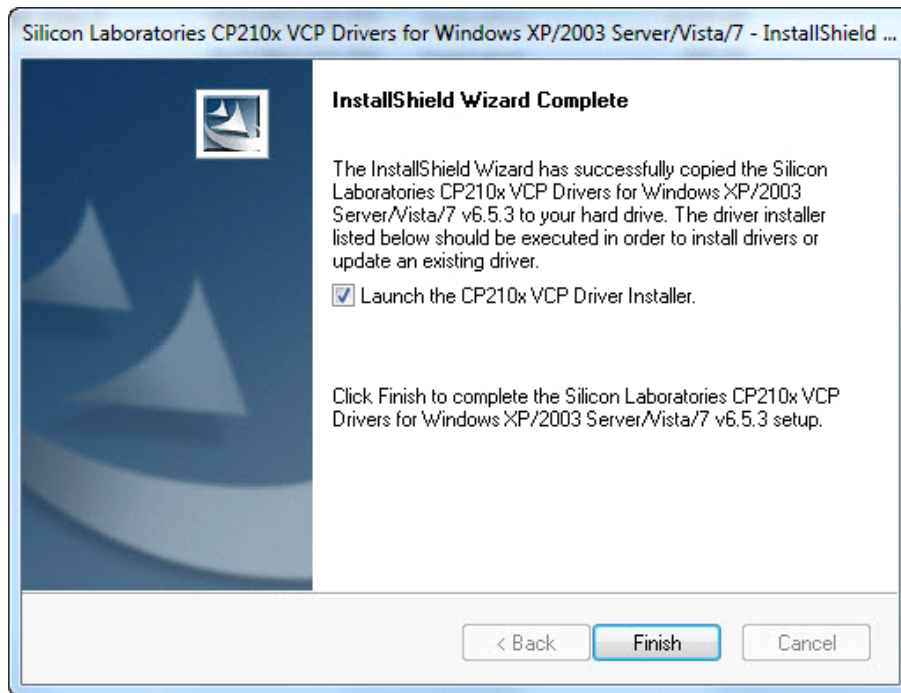 Silicon Laboratories CP210x VCP Drivers for Windows XP/2003 Server/Vista/7 - InstallShield ...
InstallShield Wizard Complete
The InstallShield Wizard has successfully copied the Silicon
Laboratories CP210x VCP Drivers for Windows XP/2003
Server/Vista/7 v6.5.3 to your hard drive. The driver installer
listed below should be executed in order to install drivers or
update an existing driver.
Launch the CP210x VCP Driver Installer.
Click Finish to complete the Silicon Laboratories CP210x VCP
Drivers for Windows XP/2003 Server/Vista/7 v6.5.3 setup.
< Back Finish Cancel